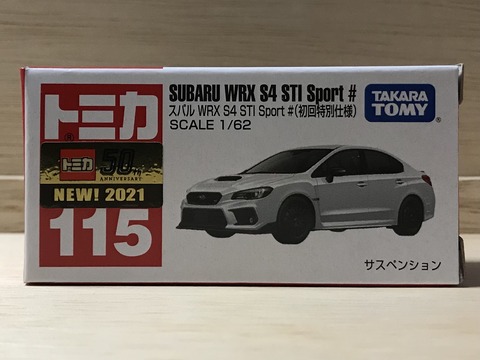 SUBARU WRX S4 STI Sport #
スバル WRX S4 STI Sport #(初回特別仕様)
SCALE 1/62
TAKARA
TOMY
トミカ
®
トミカ 50th
ANNIVERSARY
NEW! 2021
115
サスペンション